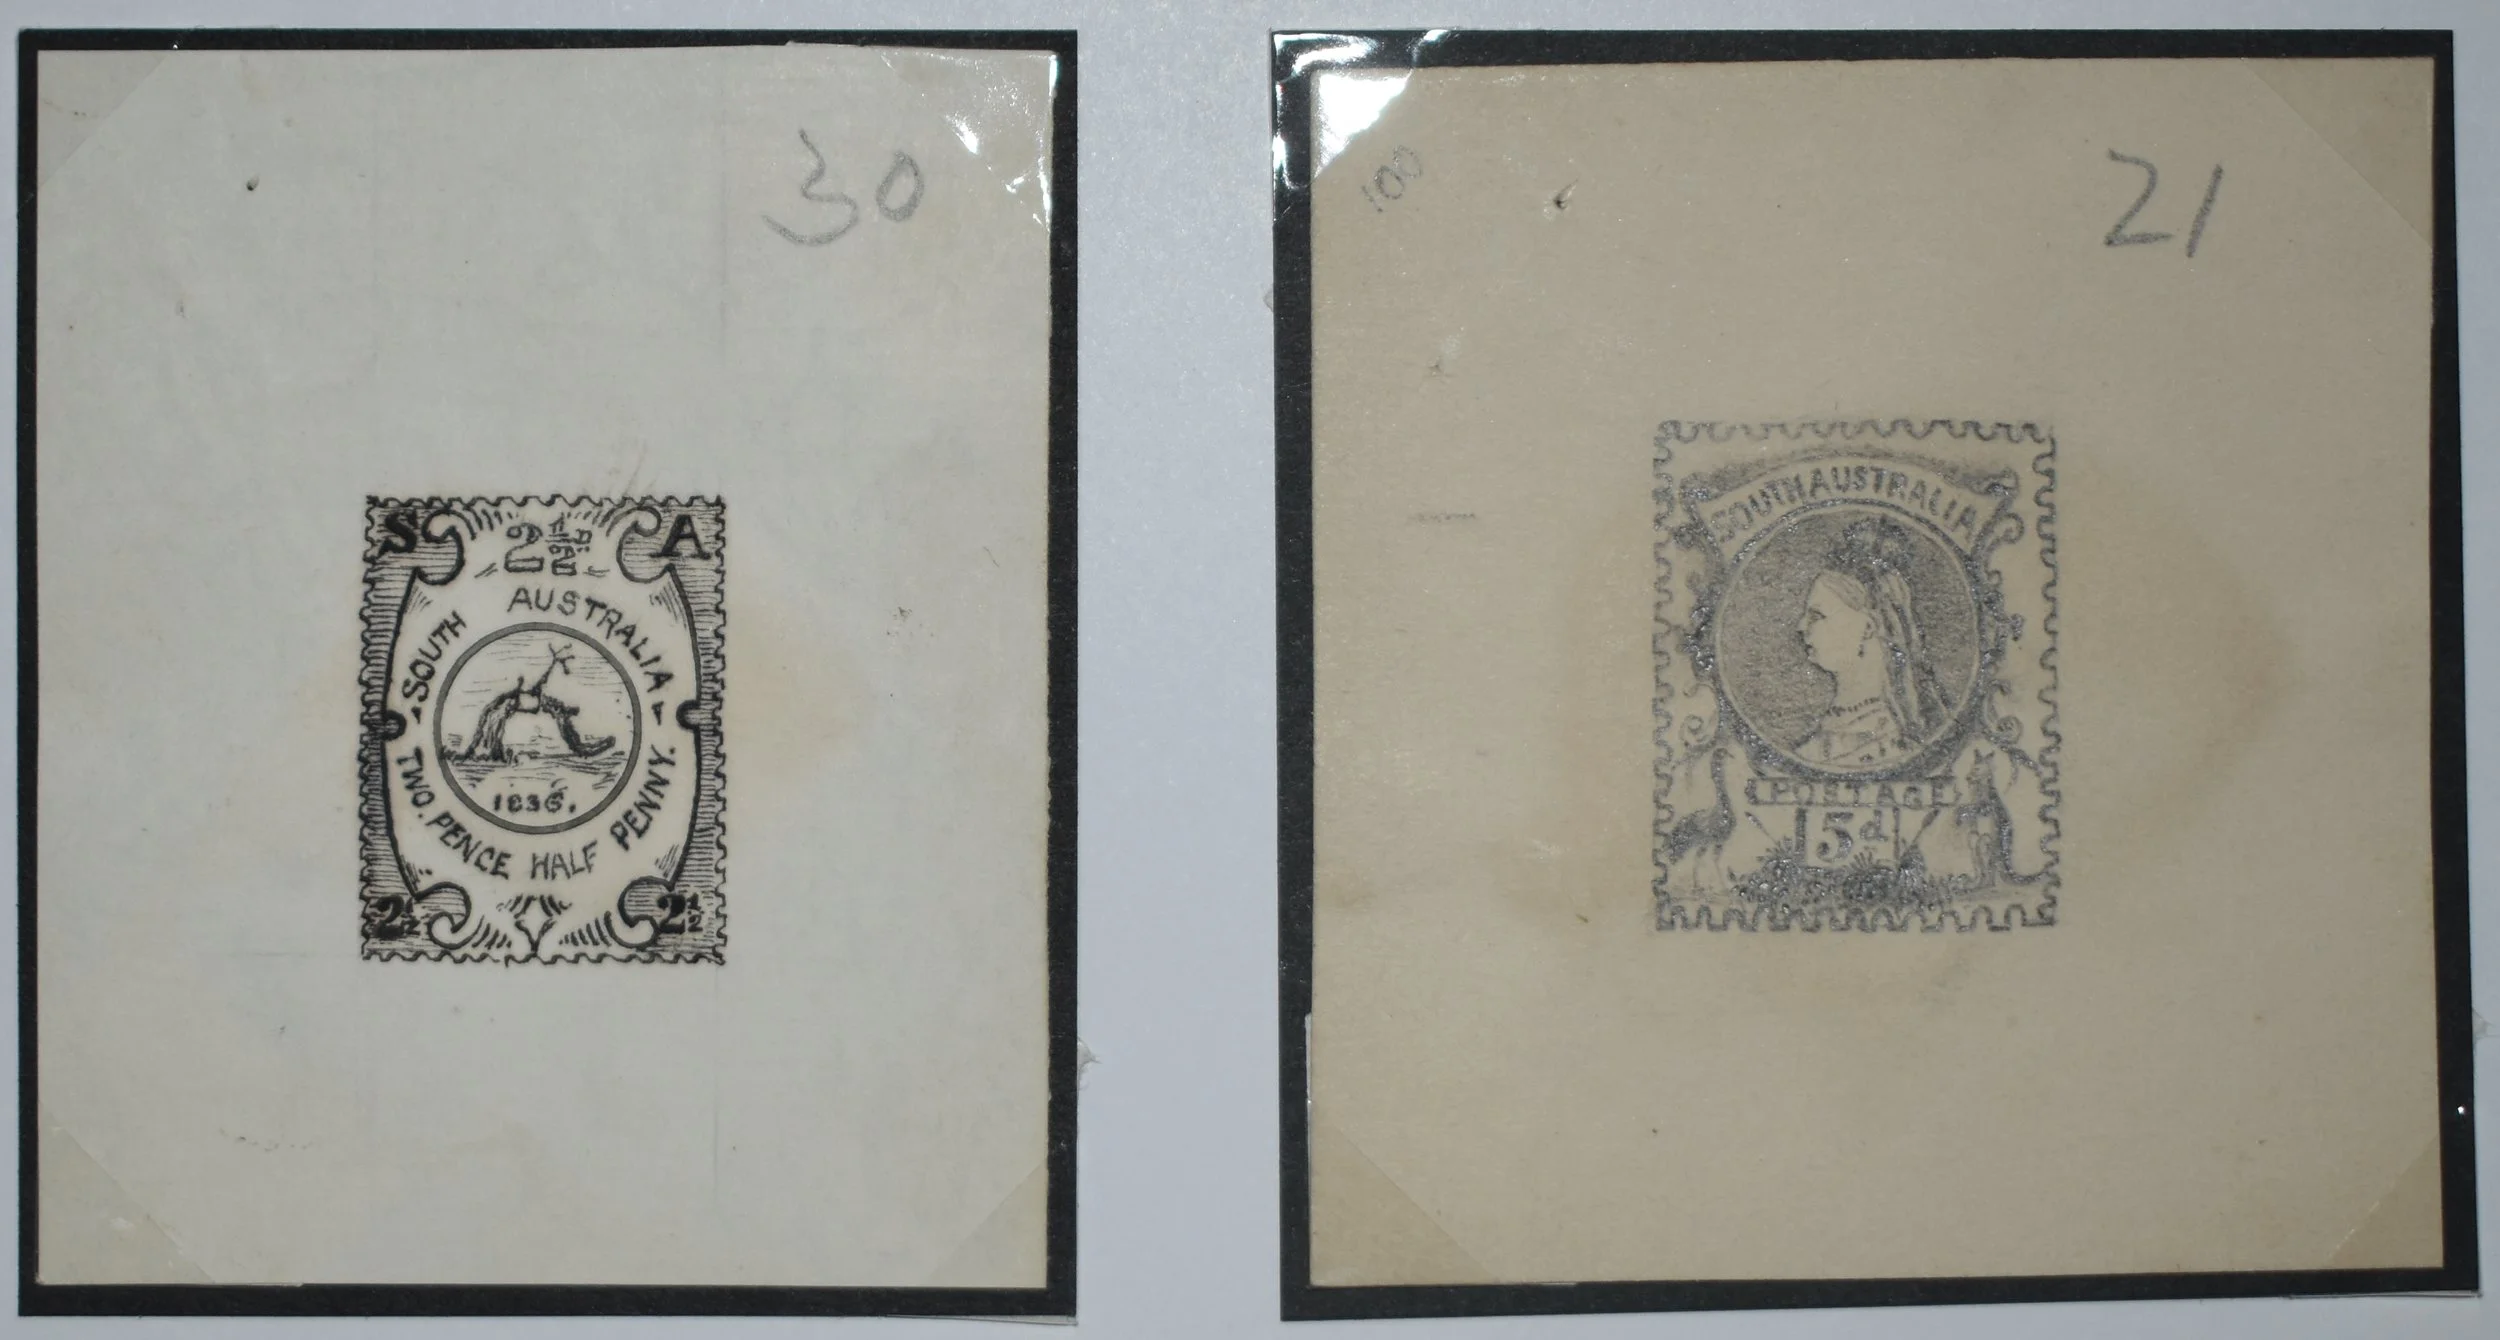 30
S A
2½D
SOUTH AUSTRALIA
1836.
TWO. PENCE HALF PENNY.
2½ 2½
100
21
SOUTH AUSTRALIA
POSTAGE
5d